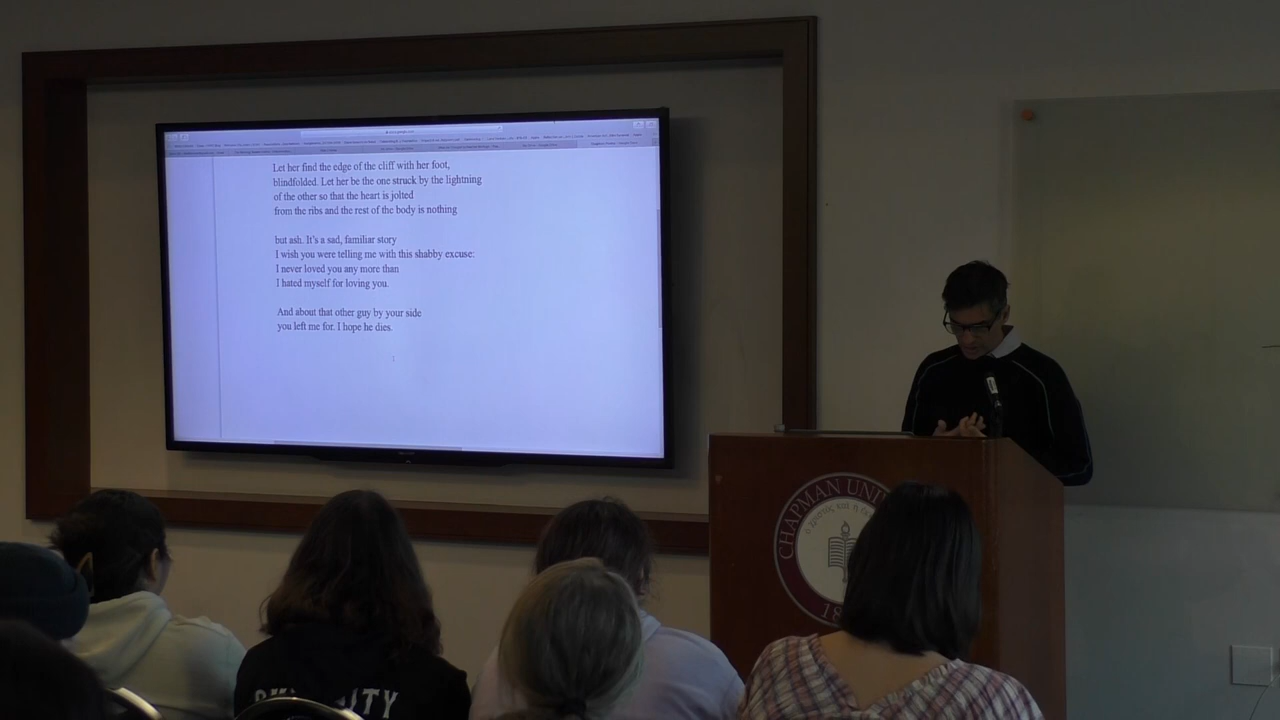 Let her find the edge of the cliff with her foot,
blindfolded. Let her be the one struck by the lightning
of the other so that the heart is jolted
from the ribs and the rest of the body is nothing
but ash. It's a sad, familiar story
I wish you were telling me with this shabby excuse:
I never loved you any more than
I hated myself for loving you.
And about that other guy by your side
you left me for. I hope he dies.
CHAPMAN UNI
ὁ χριστὸς καὶ ἡ
18